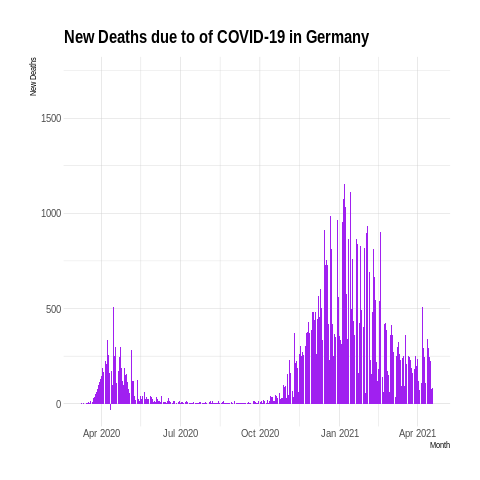 New Deaths due to of COVID-19 in Germany
New Deaths
1500
1000
500
0
Apr 2020 Jul 2020 Oct 2020 Jan 2021 Apr 2021
Month